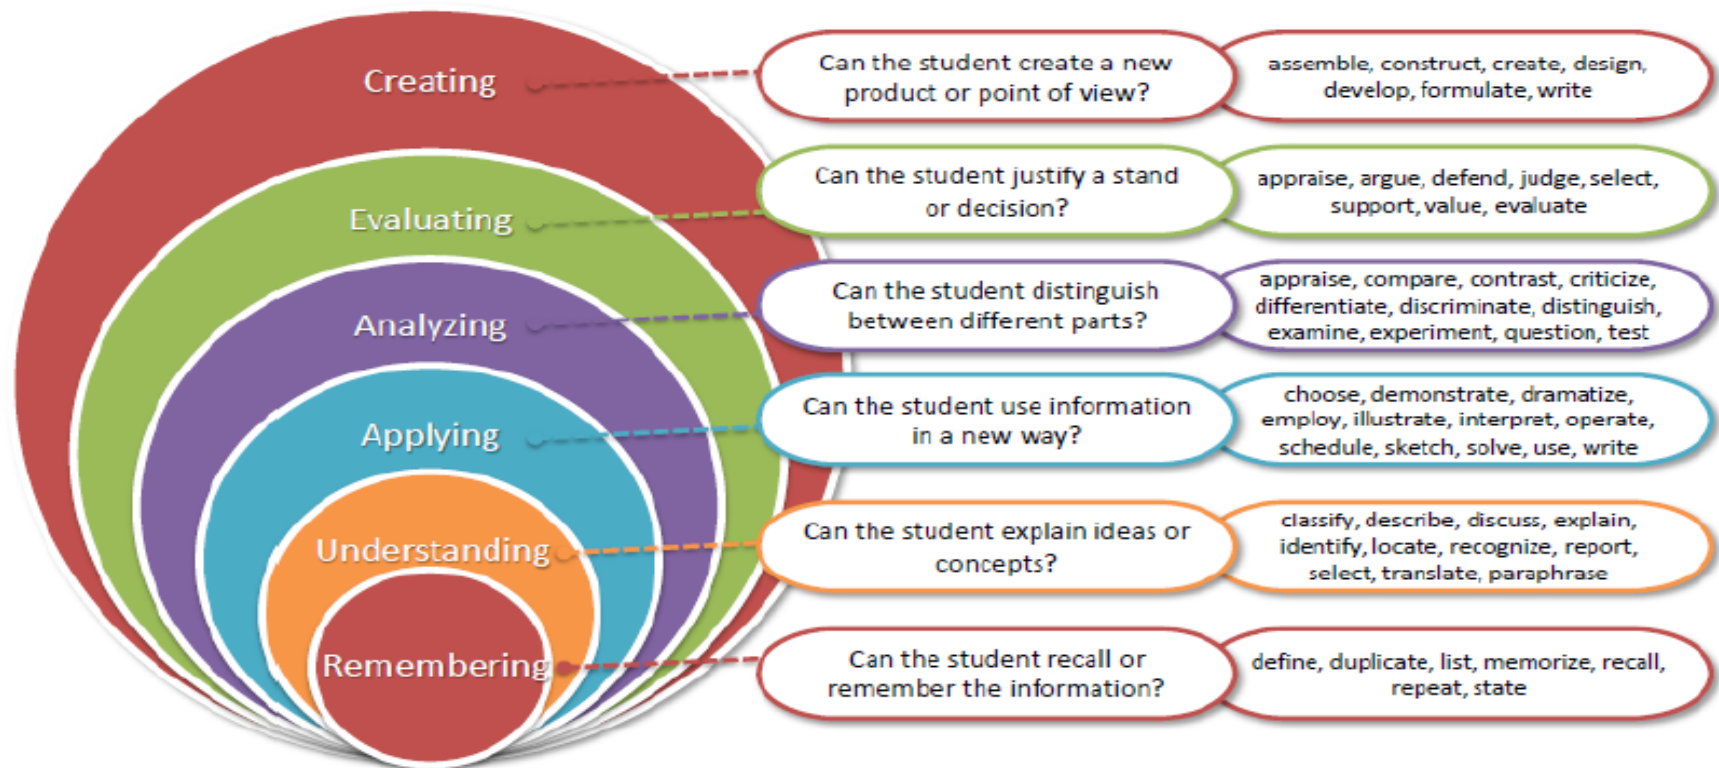 Creating
Can the student create a new
product or point of view?
assemble, construct, create, design,
develop, formulate, write
Evaluating
Can the student justify a stand
or decision?
appraise, argue, defend, judge, select,
support, value, evaluate
Analyzing
Can the student distinguish
between different parts?
appraise, compare, contrast, criticize,
differentiate, discriminate, distinguish,
examine, experiment, question, test
Applying
Can the student use information
in a new way?
choose, demonstrate, dramatize,
employ, illustrate, interpret, operate,
schedule, sketch, solve, use, write
Understanding
Can the student explain ideas or
concepts?
classify, describe, discuss, explain,
identify, locate, recognize, report,
select, translate, paraphrase
Remembering
Can the student recall or
remember the information?
define, duplicate, list, memorize, recall,
repeat, state